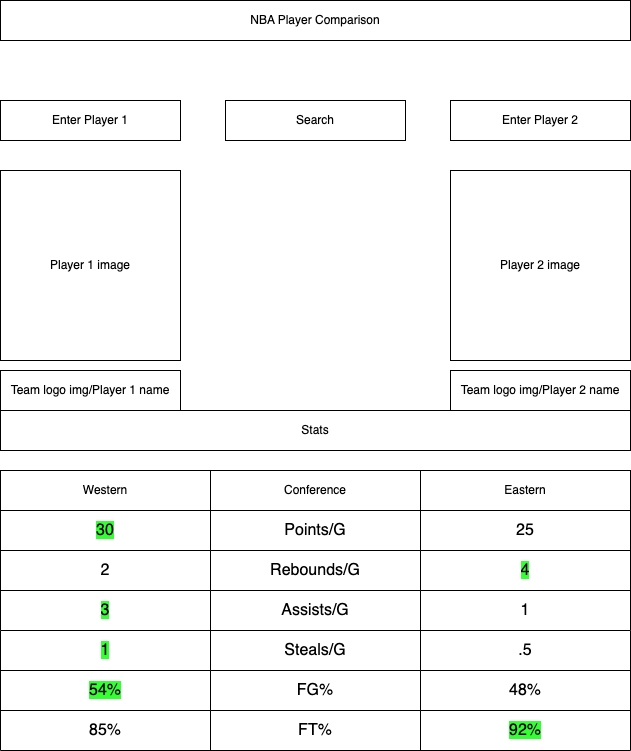 NBA Player Comparison
Enter Player 1
Search
Enter Player 2
Player 1 image
Player 2 image
Team logo img/Player 1 name
Team logo img/Player 2 name
Stats
Western Conference Eastern
30 Points/G 25
2 Rebounds/G 4
3 Assists/G 1
1 Steals/G .5
54% FG% 48%
85% FT% 92%